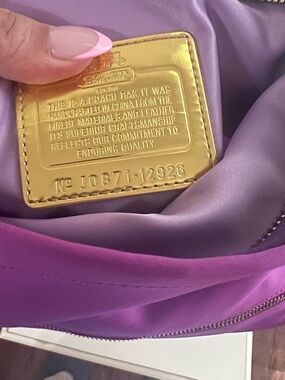 THIS IS A COACH BAG. IT WAS
HANDCRAFTED IN CHINA FROM THE
FINEST MATERIALS AND LEATHER
ITS SUPERIOR CRAFTSMANSHIP
REFLECTS OUR COMMITMENT TO
ENDURING QUALITY.
Nº J0871-12926